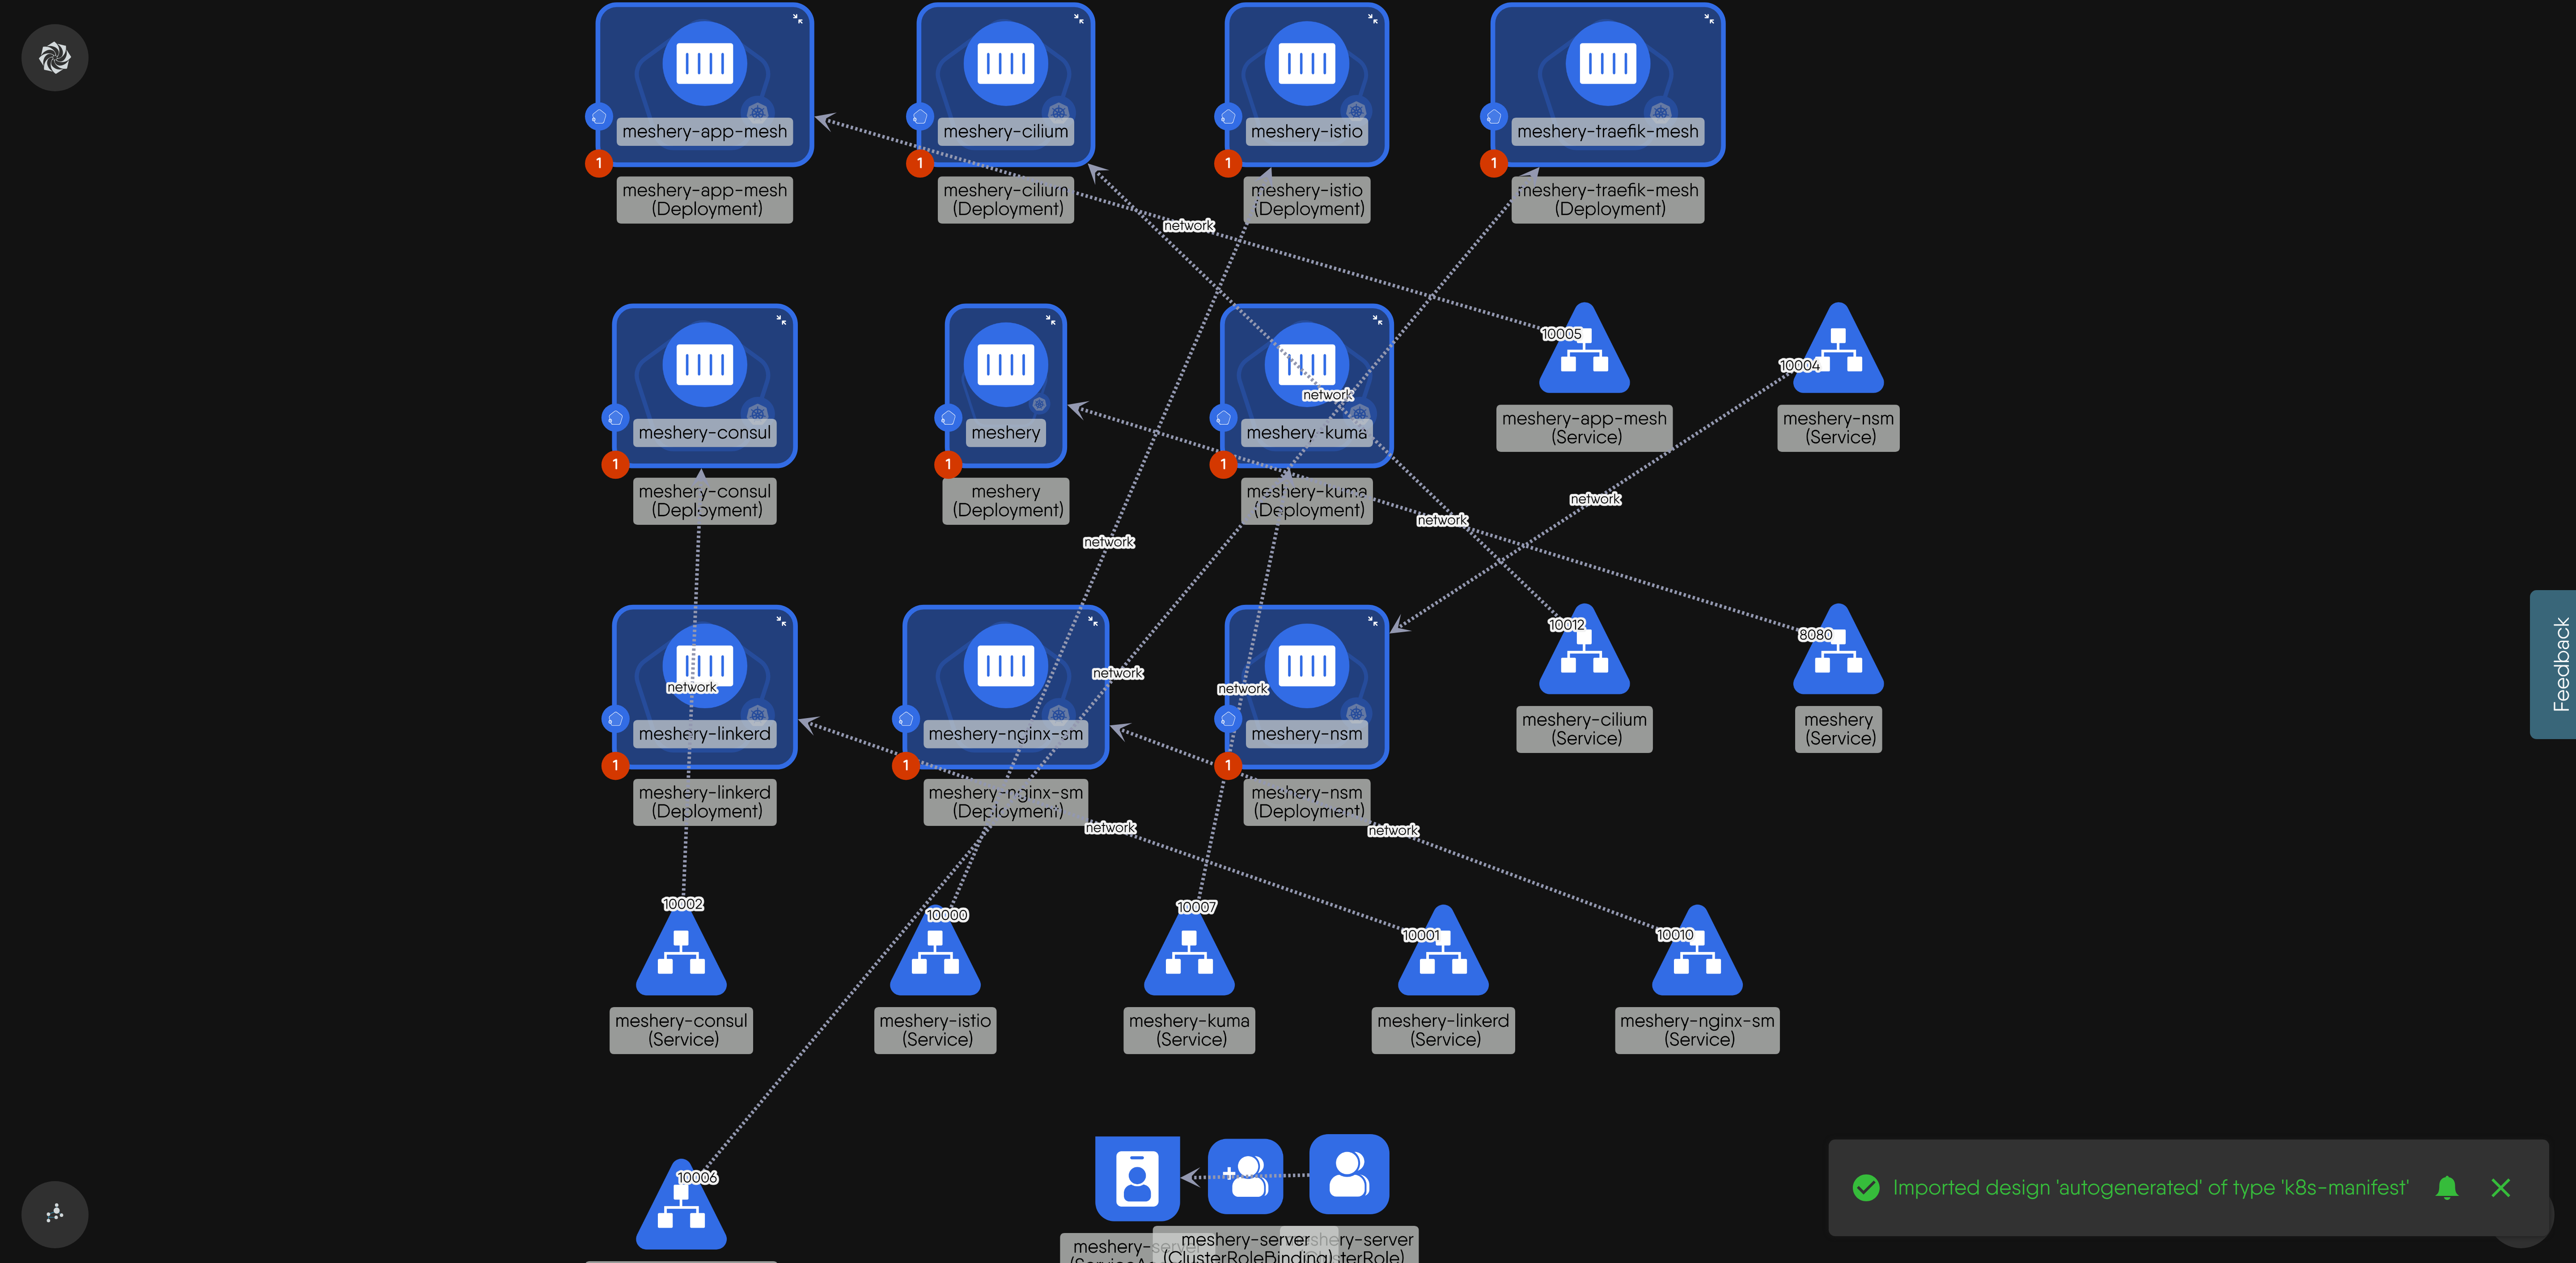 meshery-app-mesh
1
meshery-app-mesh
(Deployment)
meshery-cilium
1
meshery-cilium
(Deployment)
meshery-istio
1
meshery-istio
(Deployment)
meshery-traefik-mesh
1
meshery-traefik-mesh
(Deployment)
network
meshery-consul
1
meshery-consul
(Deployment)
meshery
1
meshery
(Deployment)
network
meshery-kuma
1
meshery-kuma
(Deployment)
10005
meshery-app-mesh
(Service)
10004
meshery-nsm
(Service)
network
network
network
meshery-linkerd
network
1
meshery-linkerd
(Deployment)
network
meshery-nginx-sm
1
meshery-nginx-sm
(Deployment)
network
meshery-nsm
1
meshery-nsm
(Deployment)
10012
meshery-cilium
(Service)
8080
meshery
(Service)
Feedback
network
network
10002
meshery-consul
(Service)
10000
meshery-istio
(Service)
10007
meshery-kuma
(Service)
10001
meshery-linkerd
(Service)
10010
meshery-nginx-sm
(Service)
10006
meshery-server
meshery-server
(ClusterRoleBinding)
Imported design 'autogenerated' of type 'k8s-manifest'